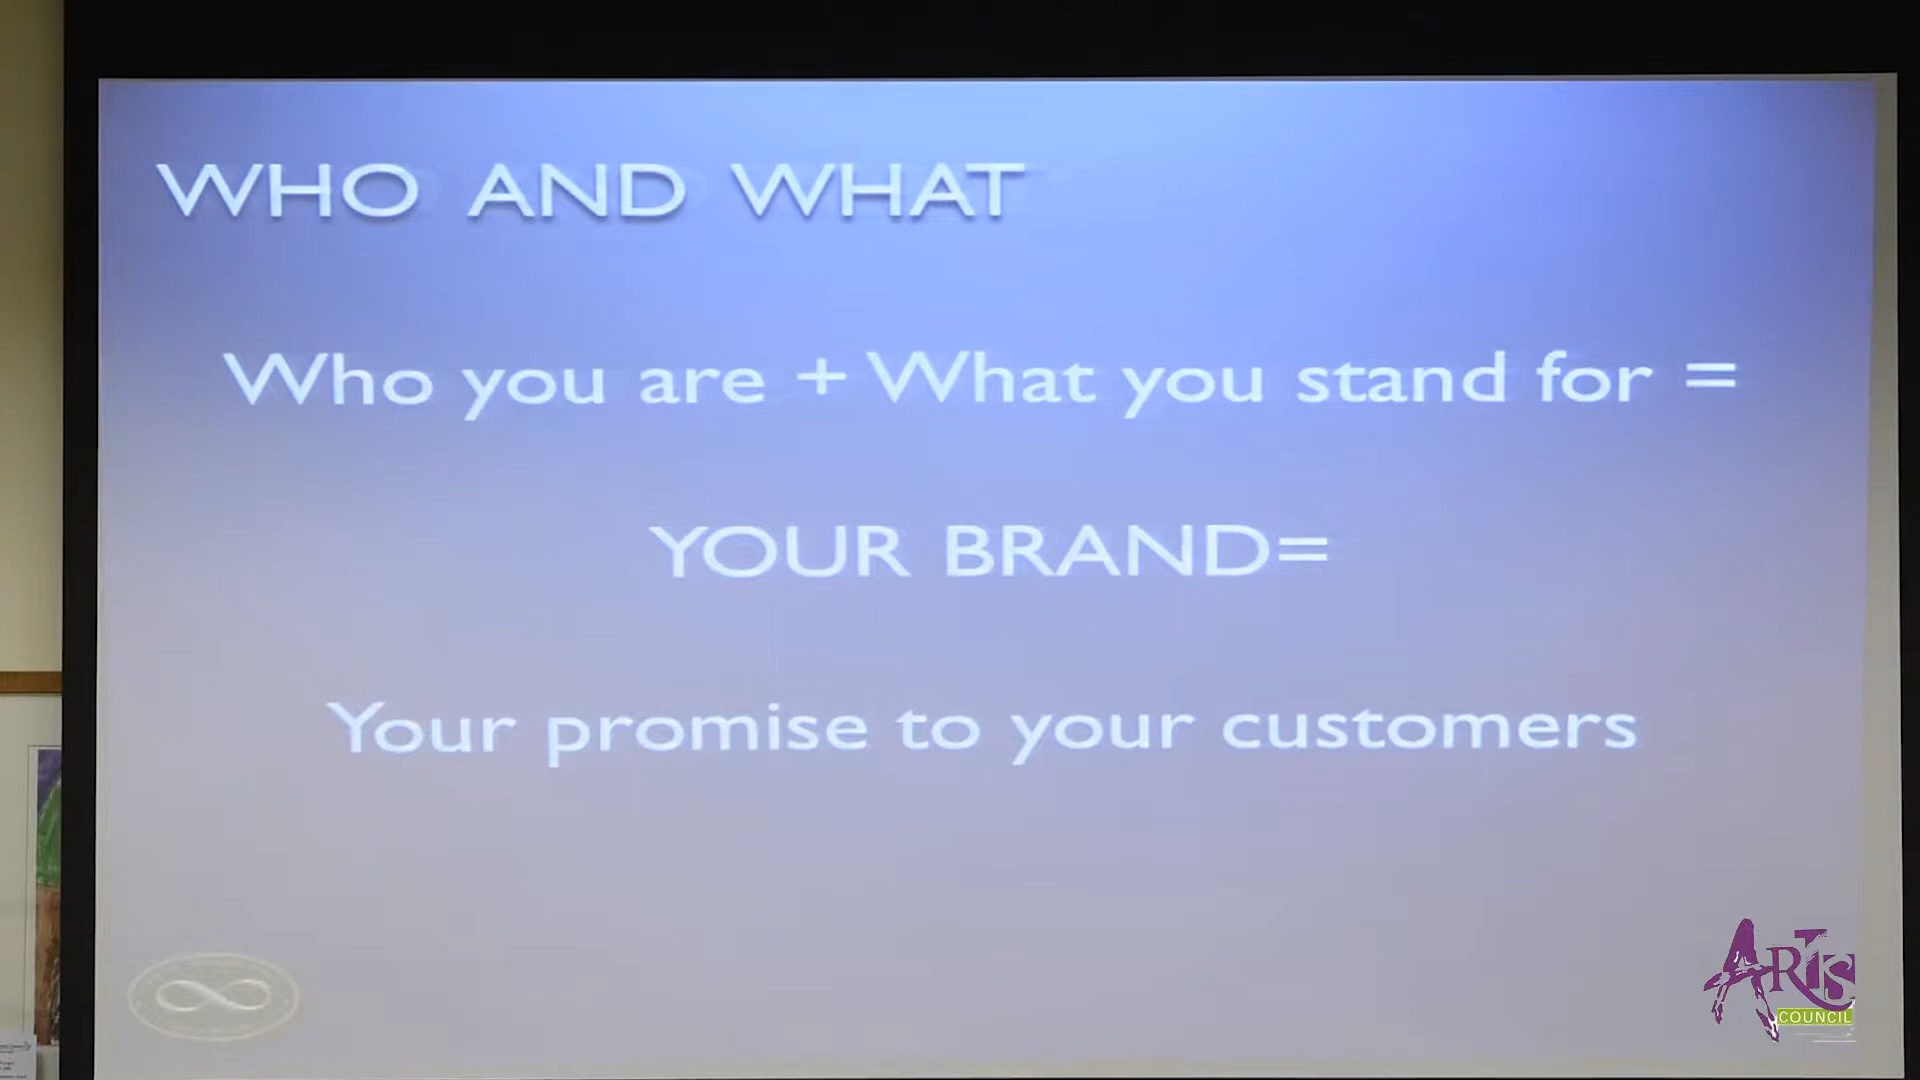 WHO AND WHAT
Who you are + What you stand for =
YOUR BRAND=
Your promise to your customers
ARTS
COUNCIL